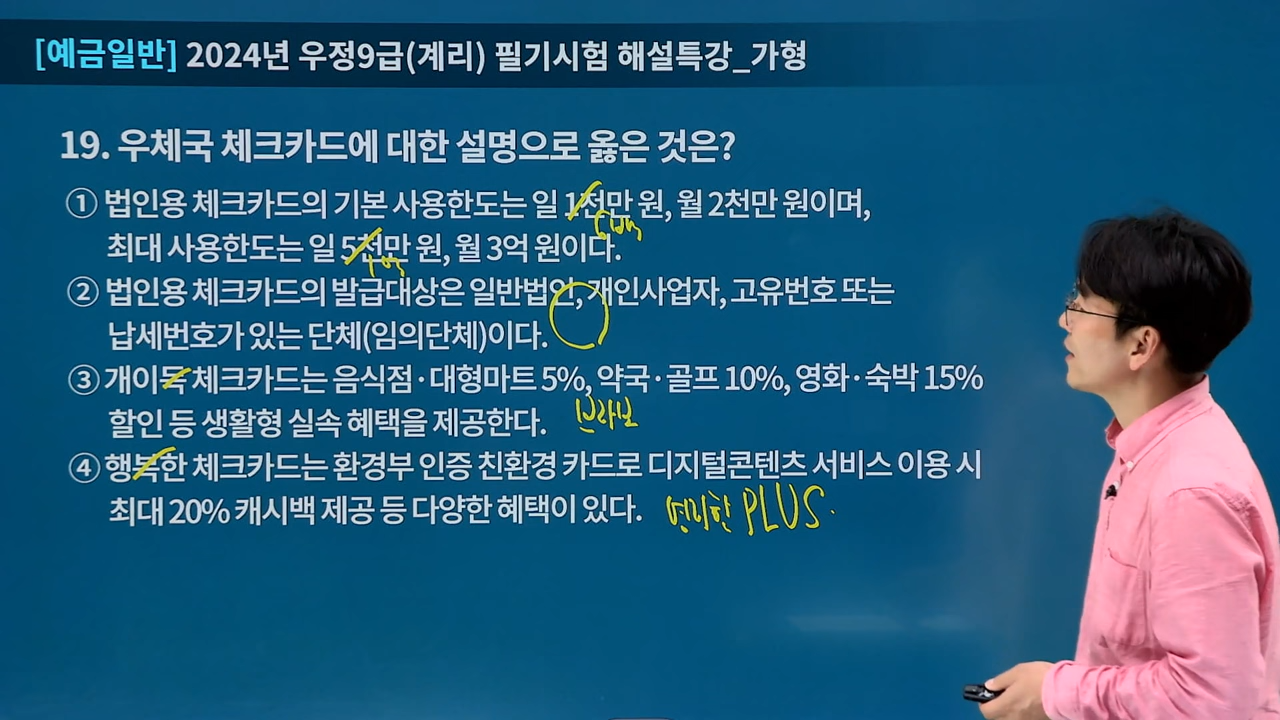 [예금일반] 2024년 우정9급(계리) 필기시험 해설특강_가형
19. 우체국 체크카드에 대한 설명으로 옳은 것은?
① 법인용 체크카드의 기본 사용한도는 일 1천만 원, 월 2천만 원이며,
최대 사용한도는 일 5천만 원, 월 3억 원이다.
② 법인용 체크카드의 발급대상은 일반법인, 개인사업자, 고유번호 또는
납세번호가 있는 단체(임의단체)이다.
③ 개이득 체크카드는 음식점·대형마트 5%, 약국·골프 10%, 영화·숙박 15%
할인 등 생활형 실속 혜택을 제공한다.
브라보
④ 행복한 체크카드는 환경부 인증 친환경 카드로 디지털콘텐츠 서비스 이용 시
최대 20% 캐시백 제공 등 다양한 혜택이 있다.
PLUS